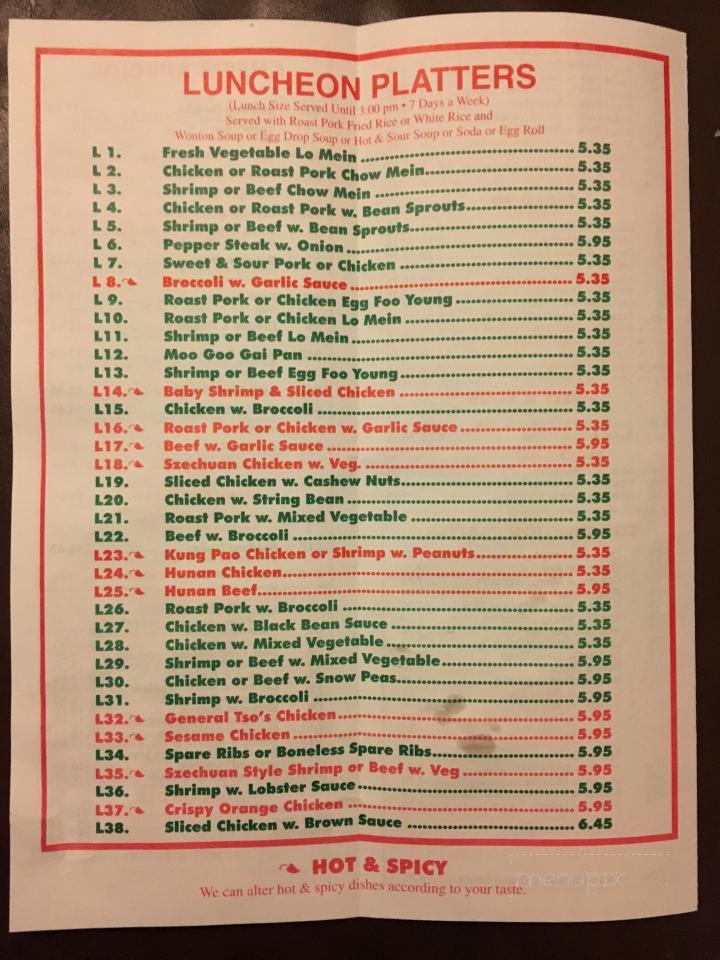 LUNCHEON PLATTERS
(Lunch Size Served Until 3:00 pm • 7 Days a Week)
Served with Roast Pork Fried Rice or White Rice and
Wonton Soup or Egg Drop Soup or Hot & Sour Soup or Soda or Egg Roll
L 1. Fresh Vegetable Lo Mein 5.35
L 2. Chicken or Roast Pork Chow Mein 5.35
L 3. Shrimp or Beef Chow Mein 5.35
L 4. Chicken or Roast Pork w. Bean Sprouts 5.35
L 5. Shrimp or Beef w. Bean Sprouts 5.35
L 6. Pepper Steak w. Onion 5.95
L 7. Sweet & Sour Pork or Chicken 5.35
L 8. Broccoli w. Garlic Sauce 5.35
L 9. Roast Pork or Chicken Egg Foo Young 5.35
L10. Roast Pork or Chicken Lo Mein 5.35
L11. Shrimp or Beef Lo Mein 5.35
L12. Moo Goo Gai Pan 5.35
L13. Shrimp or Beef Egg Foo Young 5.35
L14. Baby Shrimp & Sliced Chicken 5.35
L15. Chicken w. Broccoli 5.35
L16. Roast Pork or Chicken w. Garlic Sauce 5.35
L17. Beef w. Garlic Sauce 5.95
L18. Szechuan Chicken w. Veg. 5.35
L19. Sliced Chicken w. Cashew Nuts 5.35
L20. Chicken w. String Bean 5.35
L21. Roast Pork w. Mixed Vegetable 5.35
L22. Beef w. Broccoli 5.95
L23. Kung Pao Chicken or Shrimp w. Peanuts 5.35
L24. Hunan Chicken 5.35
L25. Hunan Beef 5.95
L26. Roast Pork w. Broccoli 5.35
L27. Chicken w. Black Bean Sauce 5.35
L28. Chicken w. Mixed Vegetable 5.35
L29. Shrimp or Beef w. Mixed Vegetable 5.95
L30. Chicken or Beef w. Snow Peas 5.95
L31. Shrimp w. Broccoli 5.95
L32. General Tso's Chicken 5.95
L33. Sesame Chicken 5.95
L34. Spare Ribs or Boneless Spare Ribs 5.95
L35. Szechuan Style Shrimp or Beef w. Veg 5.95
L36. Shrimp w. Lobster Sauce 5.95
L37. Crispy Orange Chicken 5.95
L38. Sliced Chicken w. Brown Sauce 6.45
HOT & SPICY
We can alter hot & spicy dishes according to your taste.
menupix